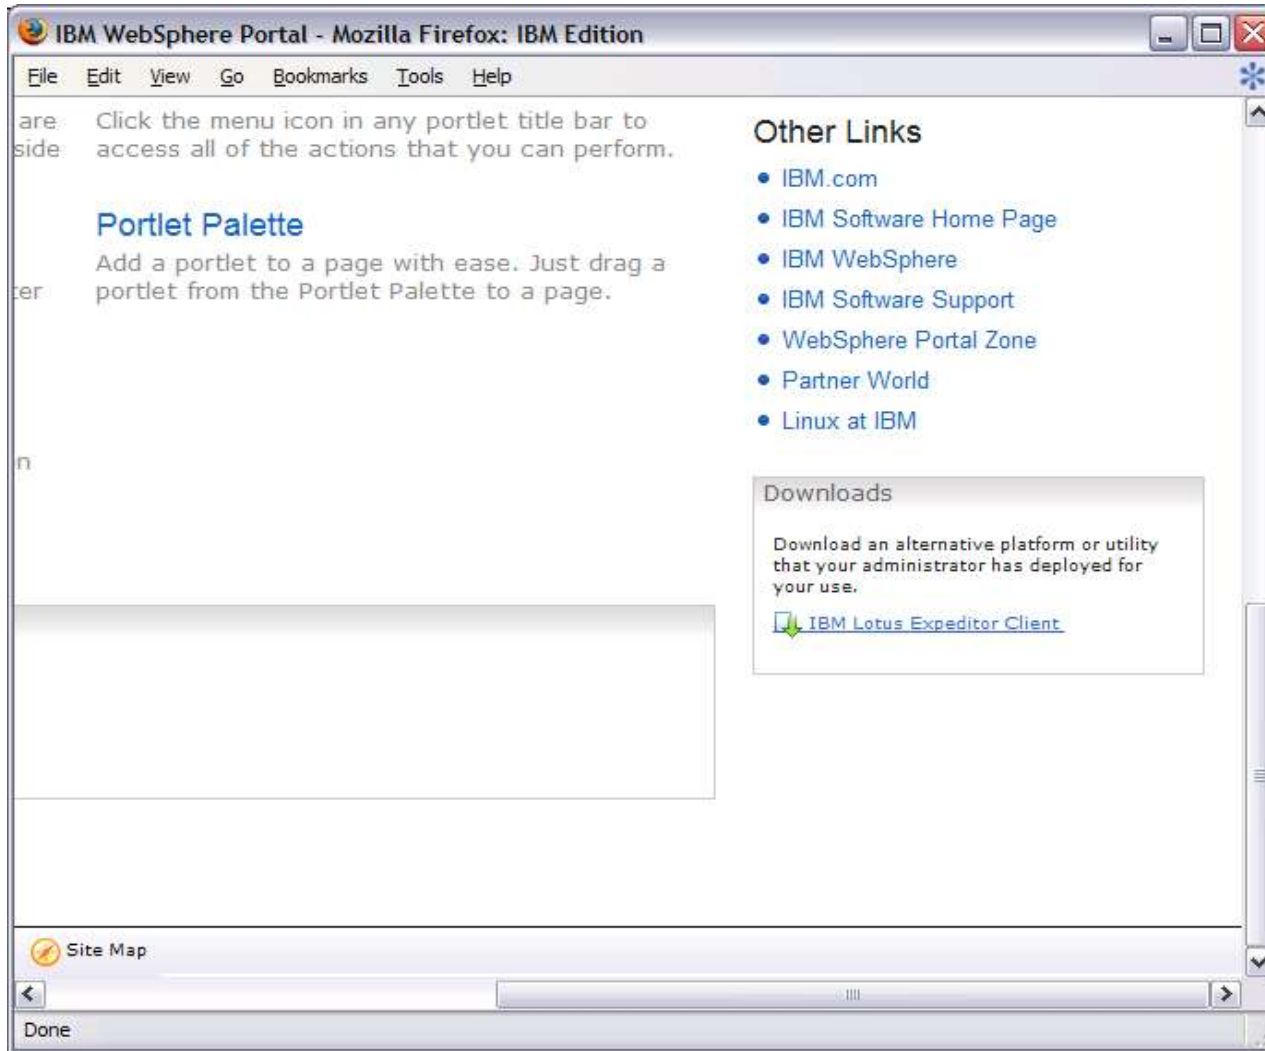 IBM WebSphere Portal - Mozilla Firefox: IBM Edition
File Edit View Go Bookmarks Tools Help
are
side
ter
n
Click the menu icon in any portlet title bar to
access all of the actions that you can perform.
Portlet Palette
Add a portlet to a page with ease. Just drag a
portlet from the Portlet Palette to a page.
Other Links
IBM.com
IBM Software Home Page
IBM WebSphere
IBM Software Support
WebSphere Portal Zone
Partner World
Linux at IBM
Downloads
Download an alternative platform or utility
that your administrator has deployed for
your use.
IBM Lotus Expeditor Client
Site Map
Done